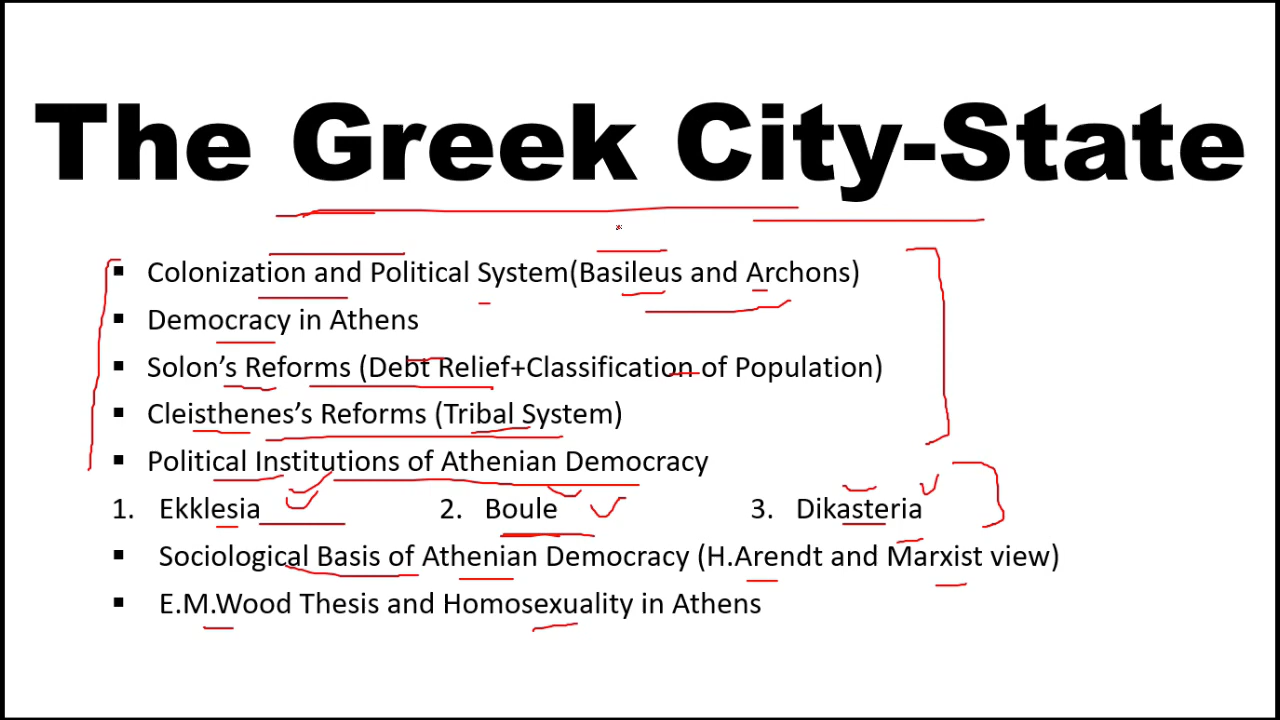 The Greek City-State
▪ Colonization and Political System(Basileus and Archons)
▪ Democracy in Athens
▪ Solon's Reforms (Debt Relief+Classification of Population)
▪ Cleisthenes's Reforms (Tribal System)
▪ Political Institutions of Athenian Democracy
1. Ekklesia 2. Boule 3. Dikasteria
▪ Sociological Basis of Athenian Democracy (H.Arendt and Marxist view)
▪ E.M.Wood Thesis and Homosexuality in Athens